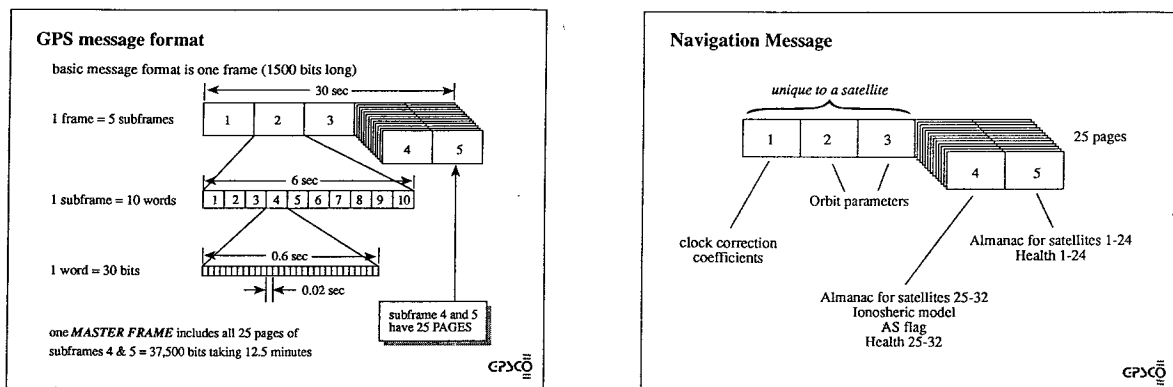 GPS message format
basic message format is one frame (1500 bits long)
30 sec
1 frame = 5 subframes
1 2 3
4 5
6 sec
1 subframe = 10 words
1 2 3 4 5 6 7 8 9 10
0.6 sec
1 word = 30 bits
0.02 sec
subframe 4 and 5
have 25 PAGES
one MASTER FRAME includes all 25 pages of
subframes 4 & 5 = 37,500 bits taking 12.5 minutes
GPSCO
Navigation Message
unique to a satellite
1 2 3
25 pages
4 5
Orbit parameters
clock correction
coefficients
Almanac for satellites 1-24
Health 1-24
Almanac for satellites 25-32
Ionosheric model
AS flag
Health 25-32
GPSCO